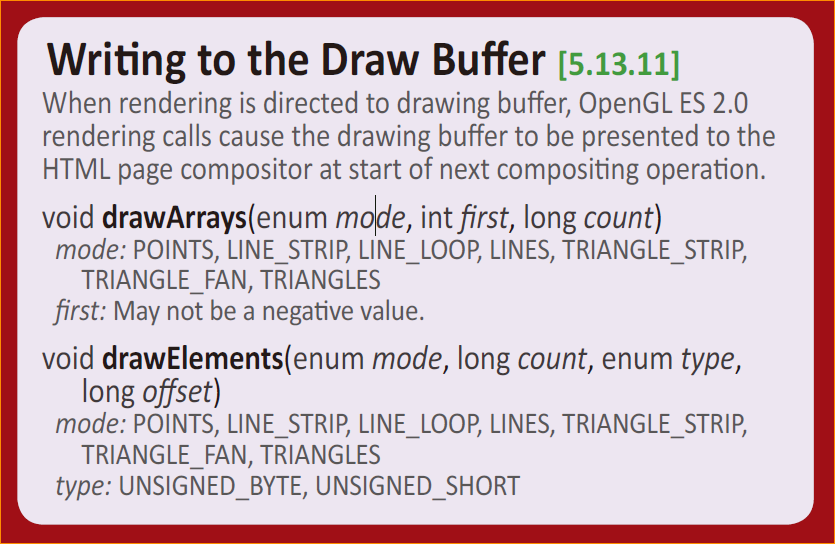 Writing to the Draw Buffer [5.13.11]
When rendering is directed to drawing buffer, OpenGL ES 2.0
rendering calls cause the drawing buffer to be presented to the
HTML page compositor at start of next compositing operation.
void drawArrays(enum mode, int first, long count)
mode: POINTS, LINE_STRIP, LINE_LOOP, LINES, TRIANGLE_STRIP,
TRIANGLE_FAN, TRIANGLES
first: May not be a negative value.
void drawElements(enum mode, long count, enum type,
long offset)
mode: POINTS, LINE_STRIP, LINE_LOOP, LINES, TRIANGLE_STRIP,
TRIANGLE_FAN, TRIANGLES
type: UNSIGNED_BYTE, UNSIGNED_SHORT